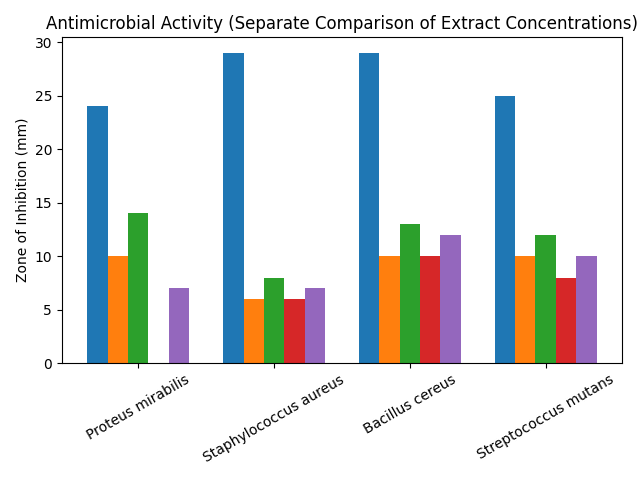 Antimicrobial Activity (Separate Comparison of Extract Concentrations)
Zone of Inhibition (mm)
30
25
20
15
10
5
0
Proteus mirabilis
Staphylococcus aureus
Bacillus cereus
Streptococcus mutans